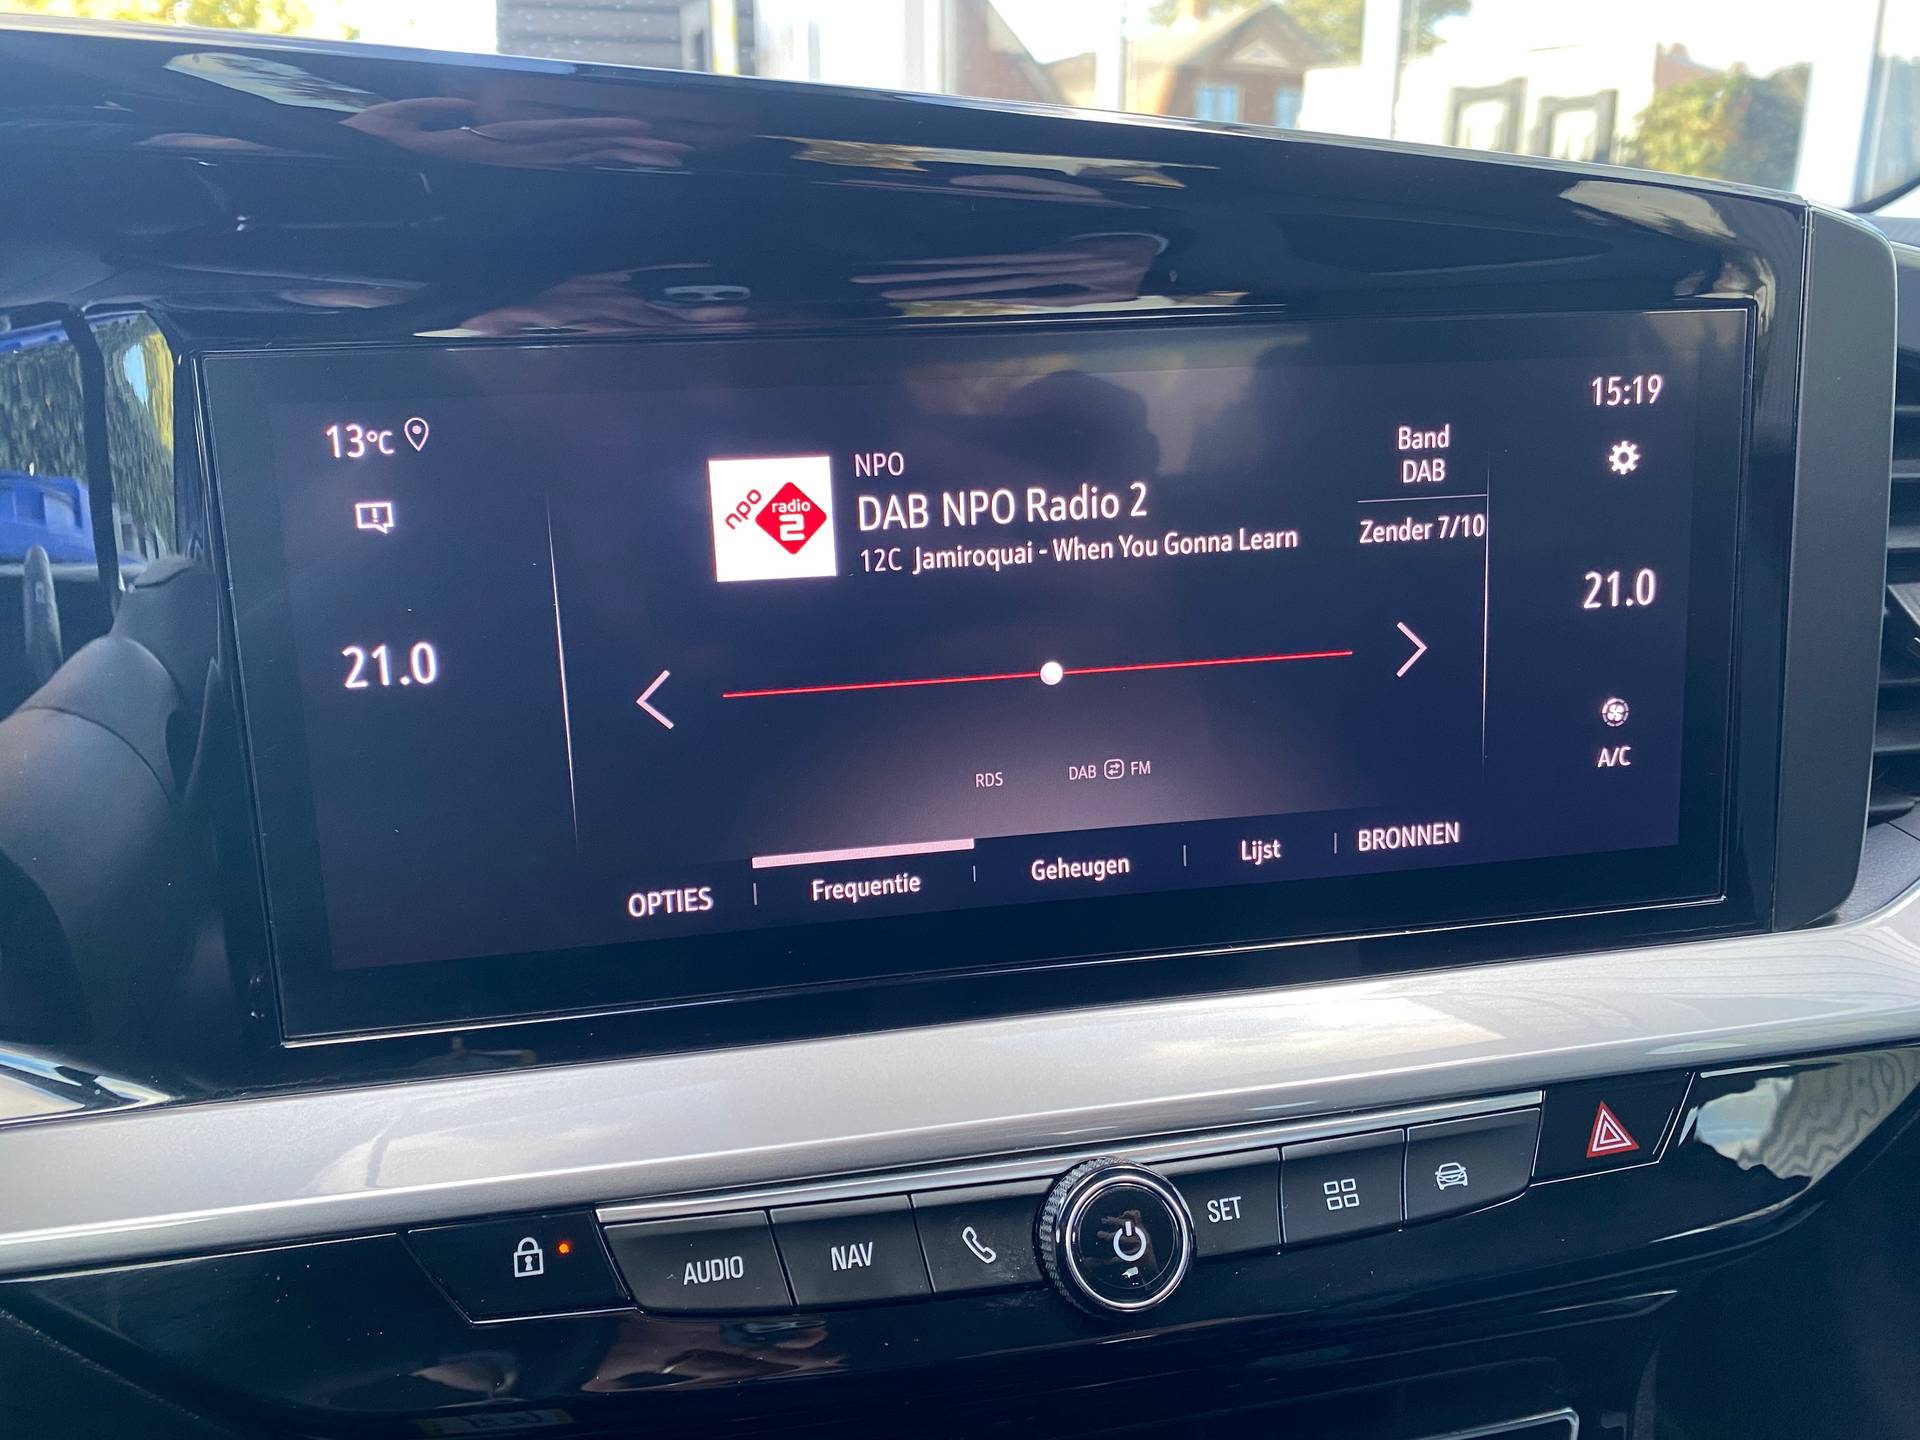 13°C
15:19
npo radio 2
NPO
DAB NPO Radio 2
12C Jamiroquai - When You Gonna Learn
Band
DAB
Zender 7/10
21.0
21.0
RDS
DAB FM
A/C
OPTIES
Frequentie
Geheugen
Lijst
BRONNEN
AUDIO
NAV
SET